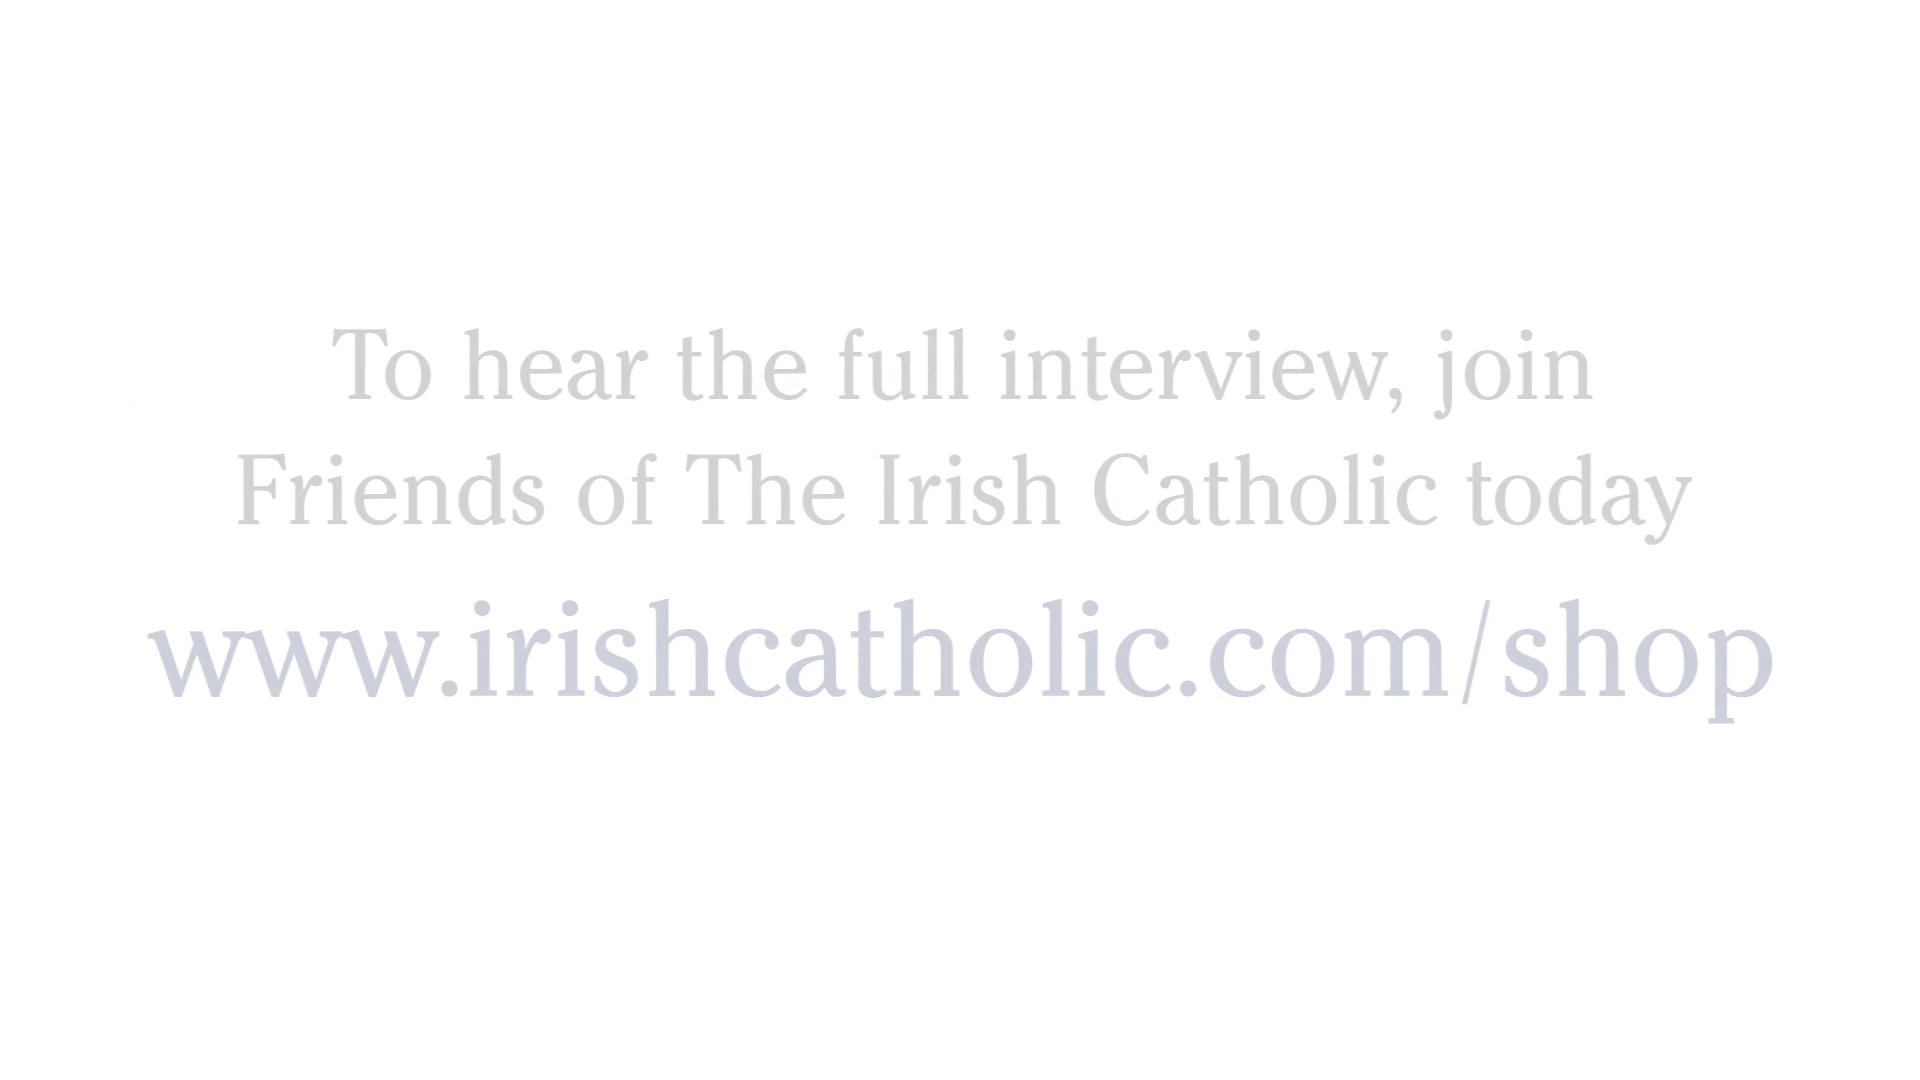 To hear the full interview, join
Friends of The Irish Catholic today
www.irishcatholic.com/shop